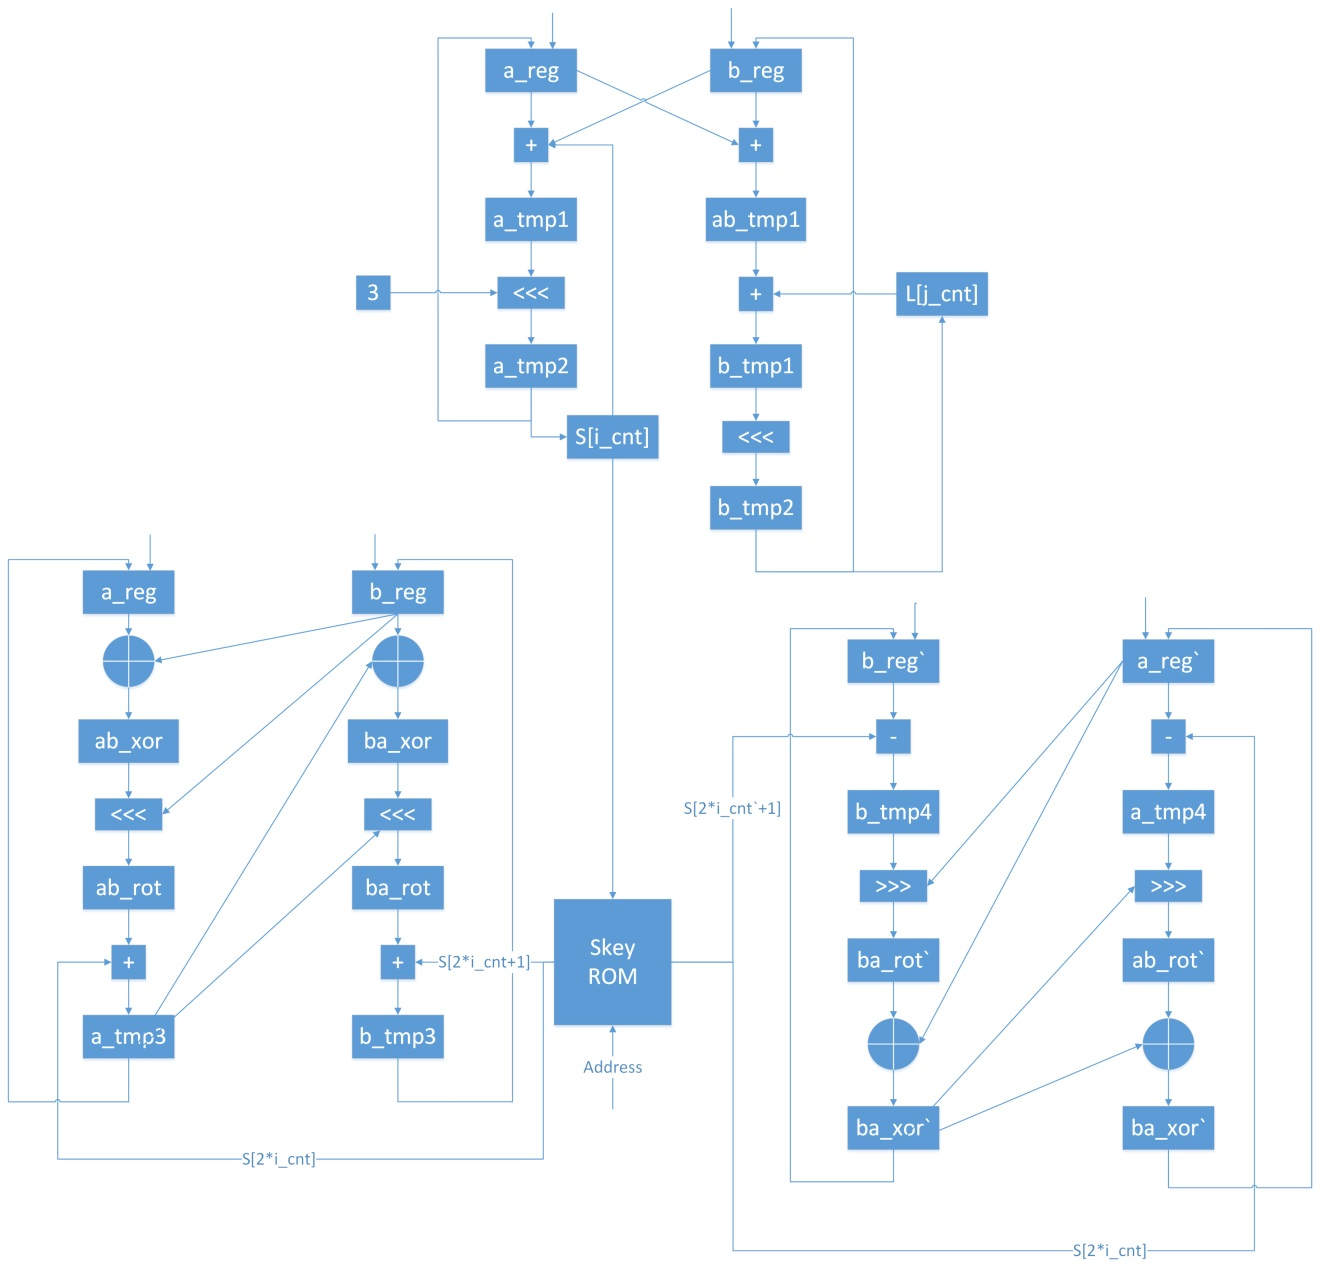 a_reg
b_reg
+
+
a_tmp1
ab_tmp1
3
<<<
+
L[j_cnt]
a_tmp2
b_tmp1
S[i_cnt]
<<<
b_tmp2
a_reg
b_reg
ab_xor
ba_xor
<<<
<<<
ab_rot
ba_rot
+
+
S[2*i_cnt+1]
a_tmp3
b_tmp3
S[2*i_cnt]
Skey
ROM
Address
b_reg`
a_reg`
-
-
S[2*i_cnt`+1]
b_tmp4
a_tmp4
>>>
>>>
ba_rot`
ab_rot`
ba_xor`
ba_xor`
S[2*i_cnt]